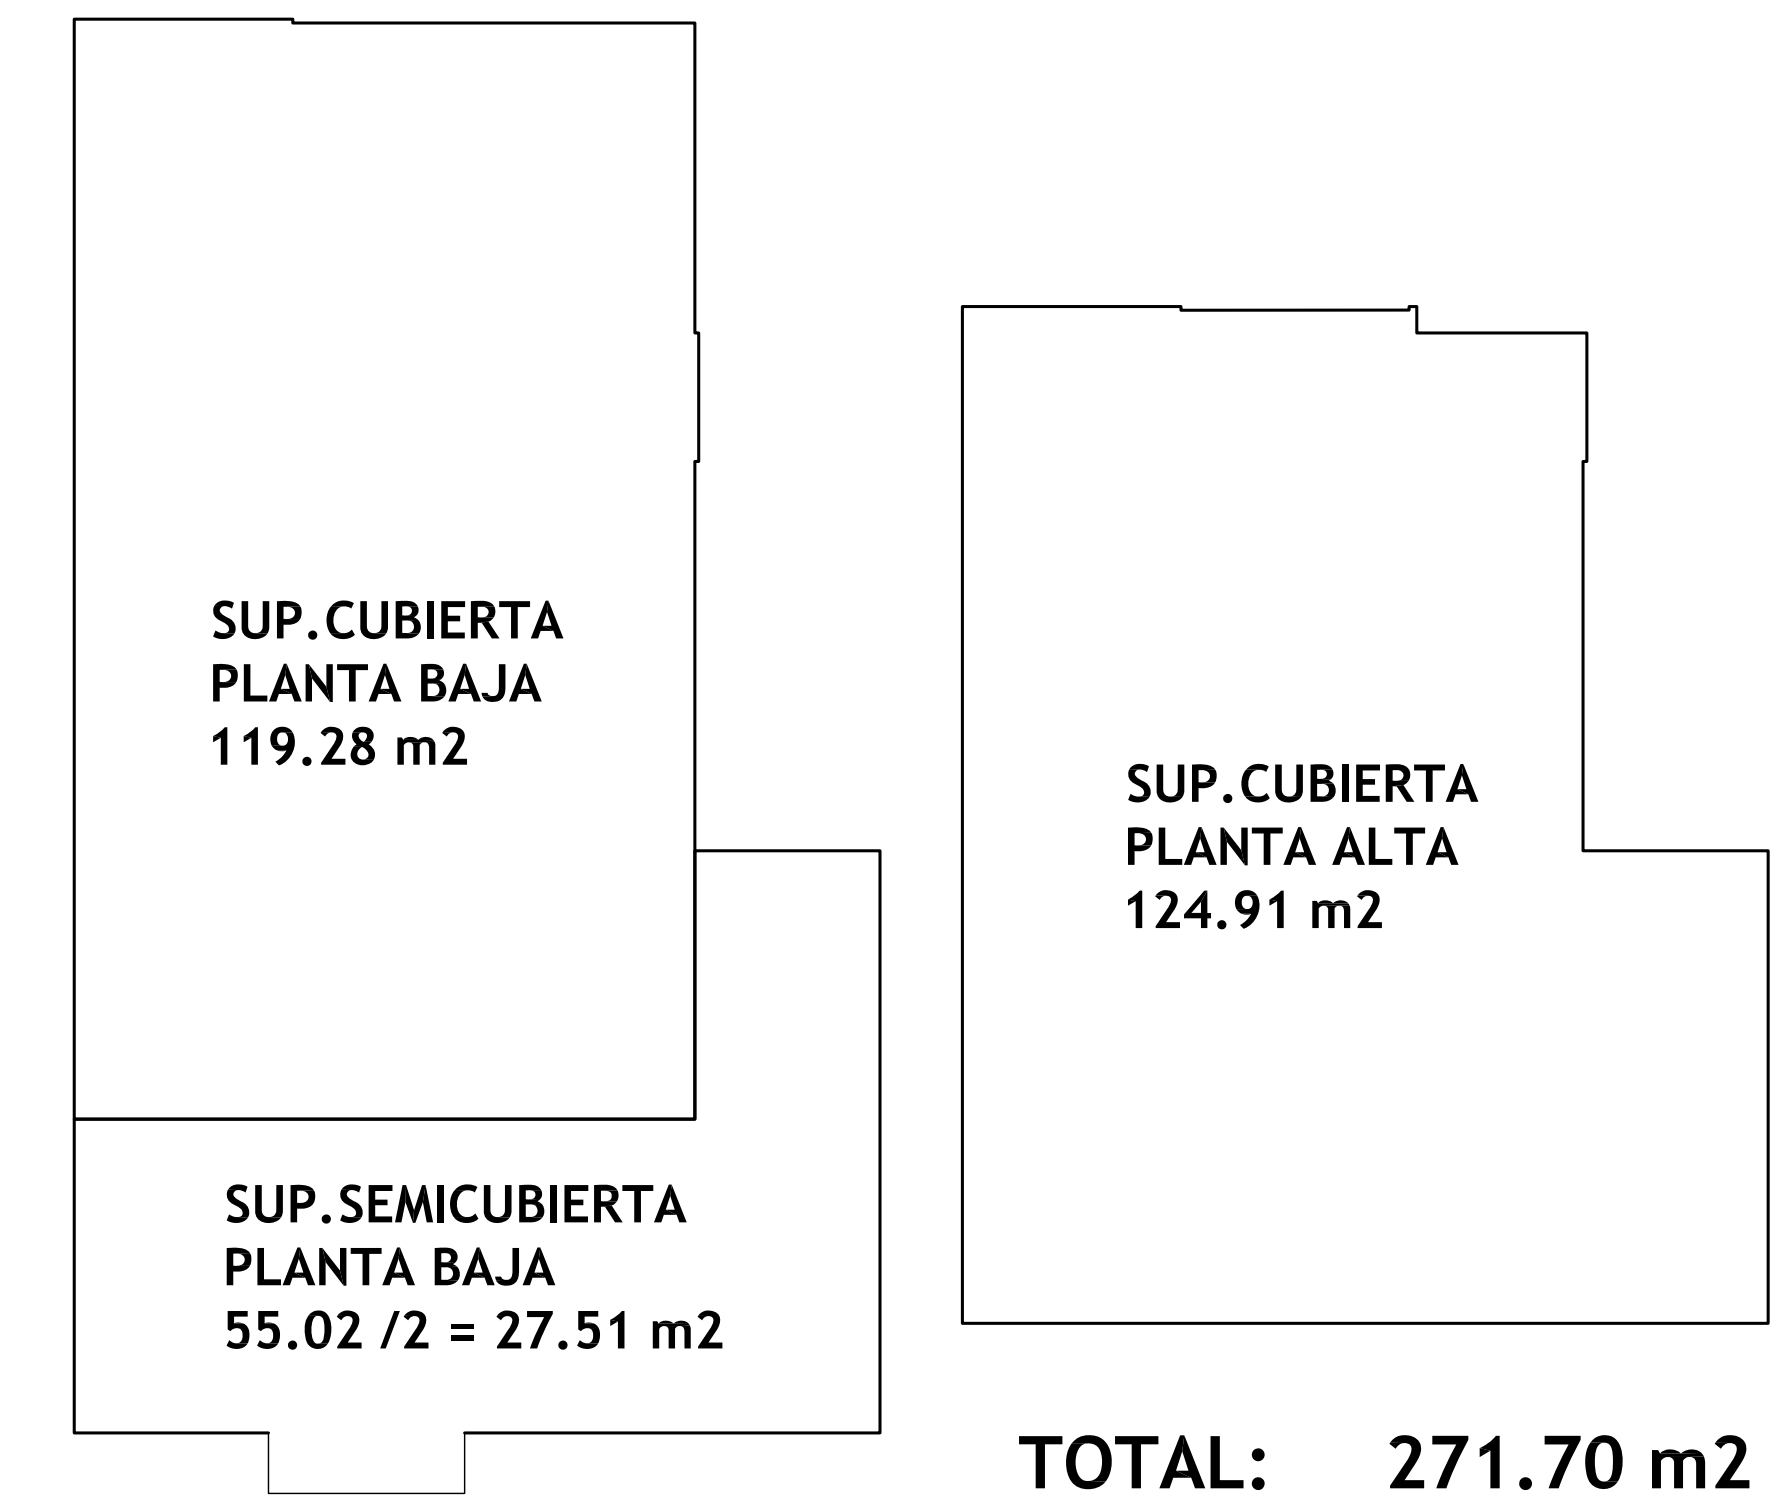 SUP.CUBIERTA
PLANTA BAJA
119.28 m2
SUP.CUBIERTA
PLANTA ALTA
124.91 m2
SUP.SEMICUBIERTA
PLANTA BAJA
55.02 /2 = 27.51 m2
TOTAL: 271.70 m2